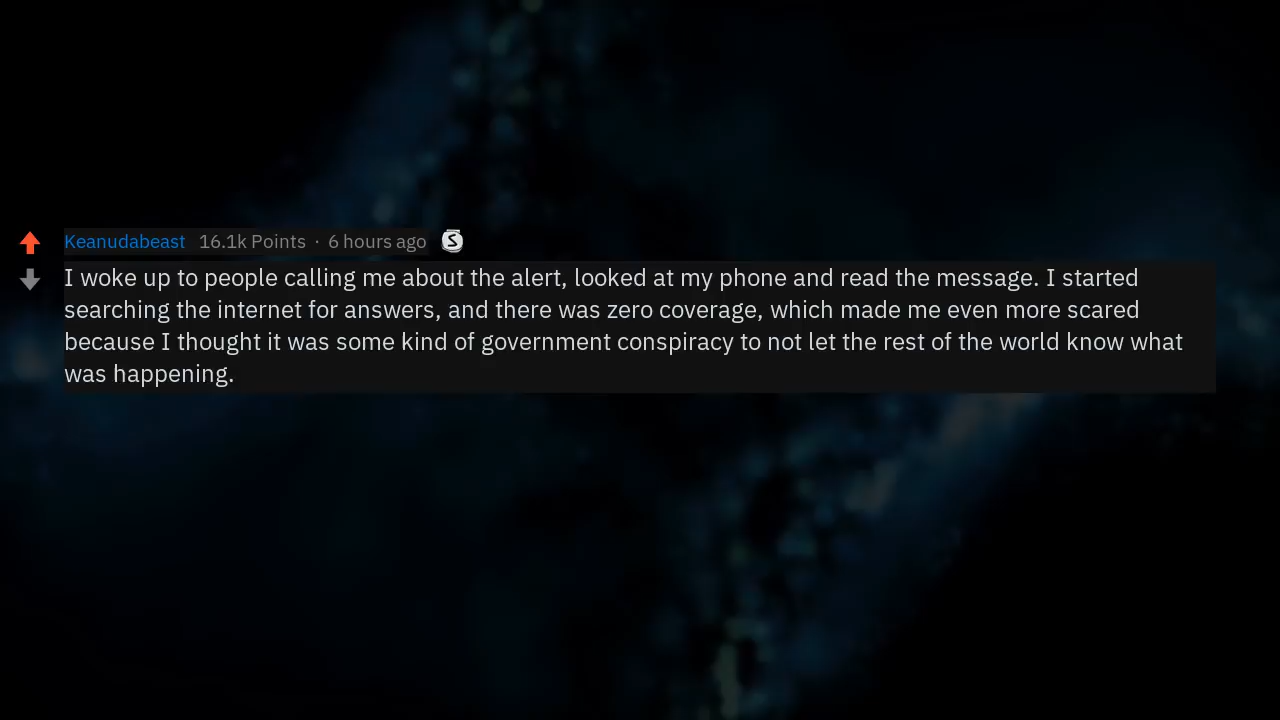 Keanudabeast 16.1k Points · 6 hours ago S
I woke up to people calling me about the alert, looked at my phone and read the message. I started
searching the internet for answers, and there was zero coverage, which made me even more scared
because I thought it was some kind of government conspiracy to not let the rest of the world know what
was happening.